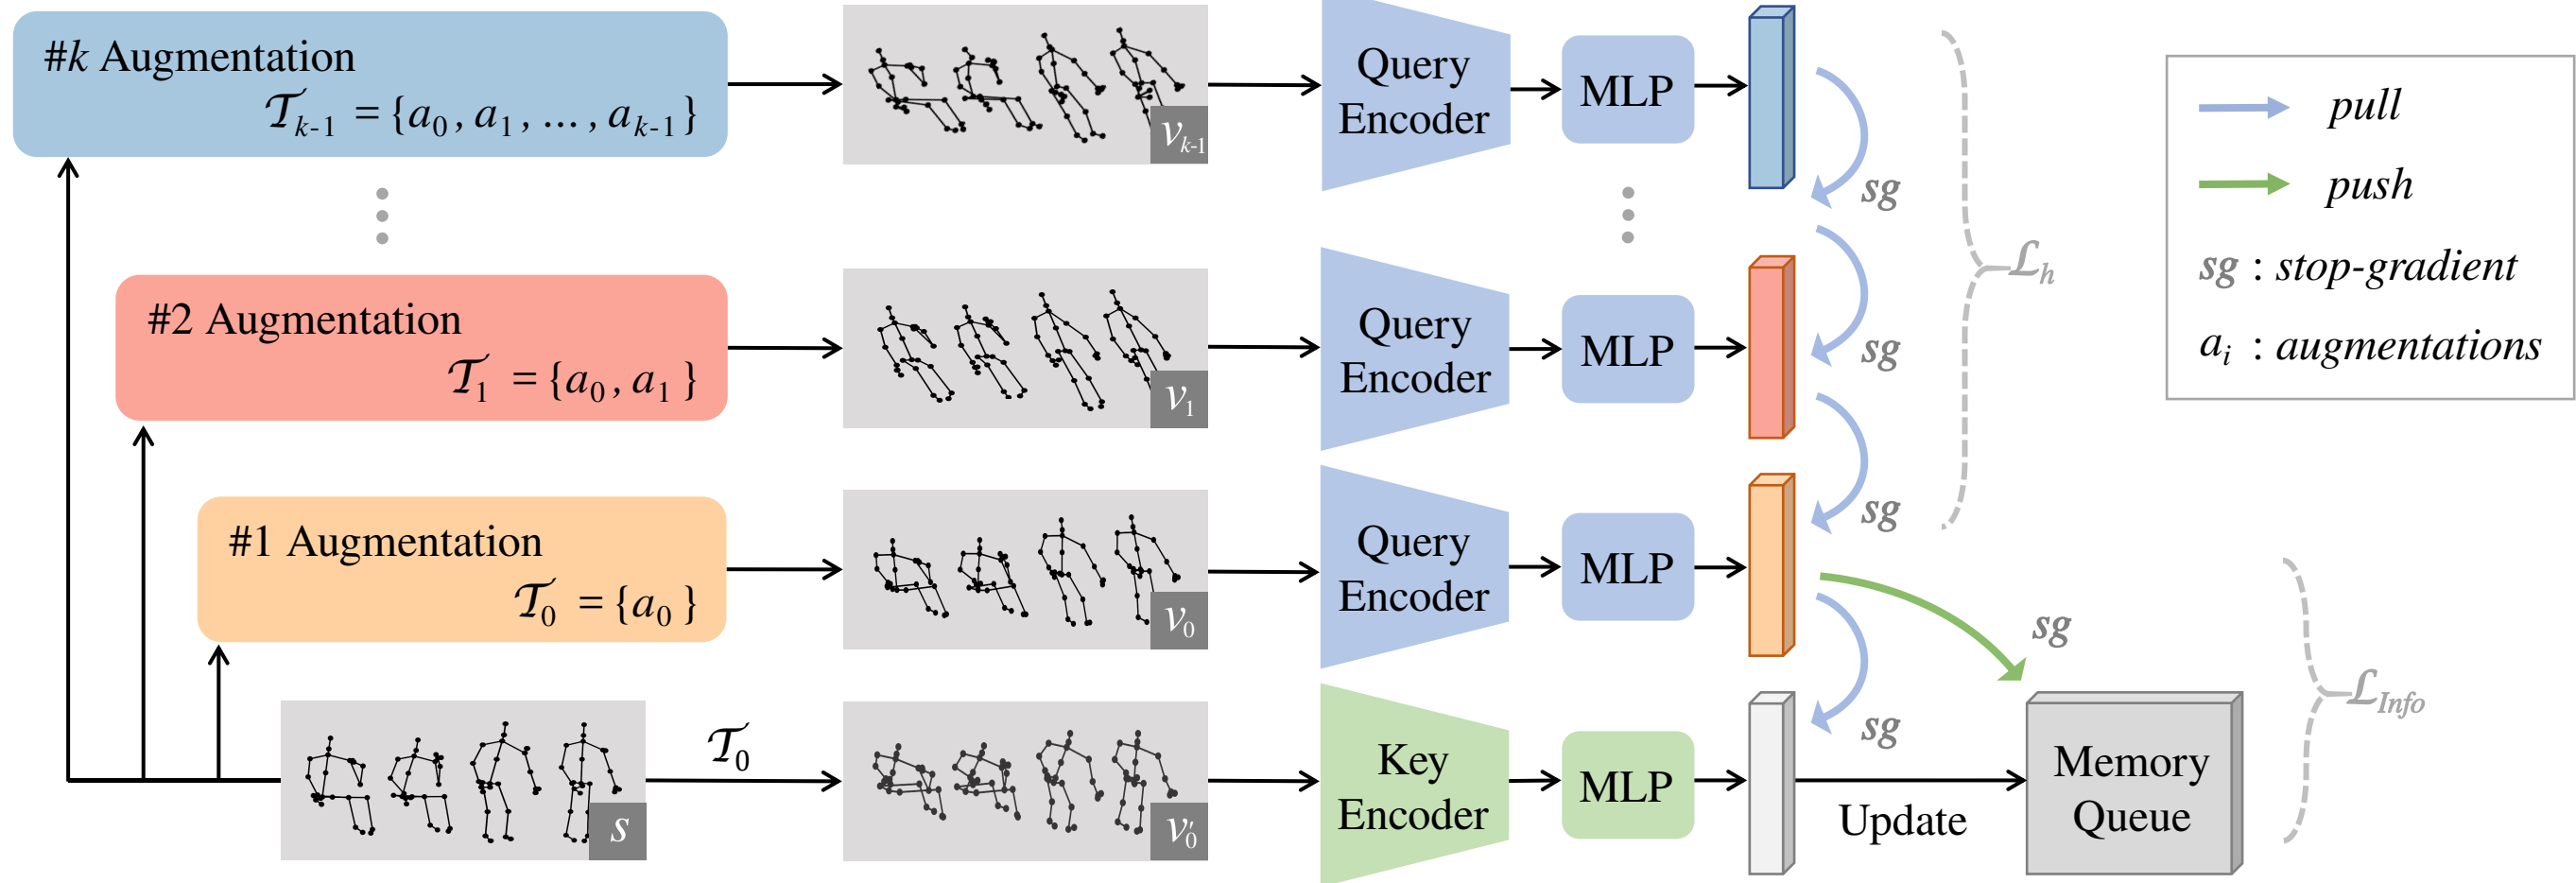 #k Augmentation
𝒯k-1 = {a0, a1, ..., ak-1}
vk-1
Query
Encoder
MLP
sg
pull
push
sg : stop-gradient
ai : augmentations
ℒh
#2 Augmentation
𝒯1 = {a0, a1}
v1
Query
Encoder
MLP
sg
#1 Augmentation
𝒯0 = {a0}
v0
Query
Encoder
MLP
sg
sg
s
𝒯0
v′0
Key
Encoder
MLP
sg
Update
Memory
Queue
ℒInfo